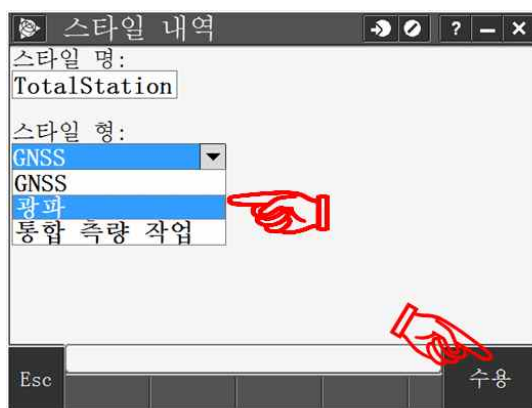 스타일 내역
? – ×
스타일 명:
TotalStation
스타일 형:
GNSS
GNSS
광파
통합 측량 작업
Esc
수용